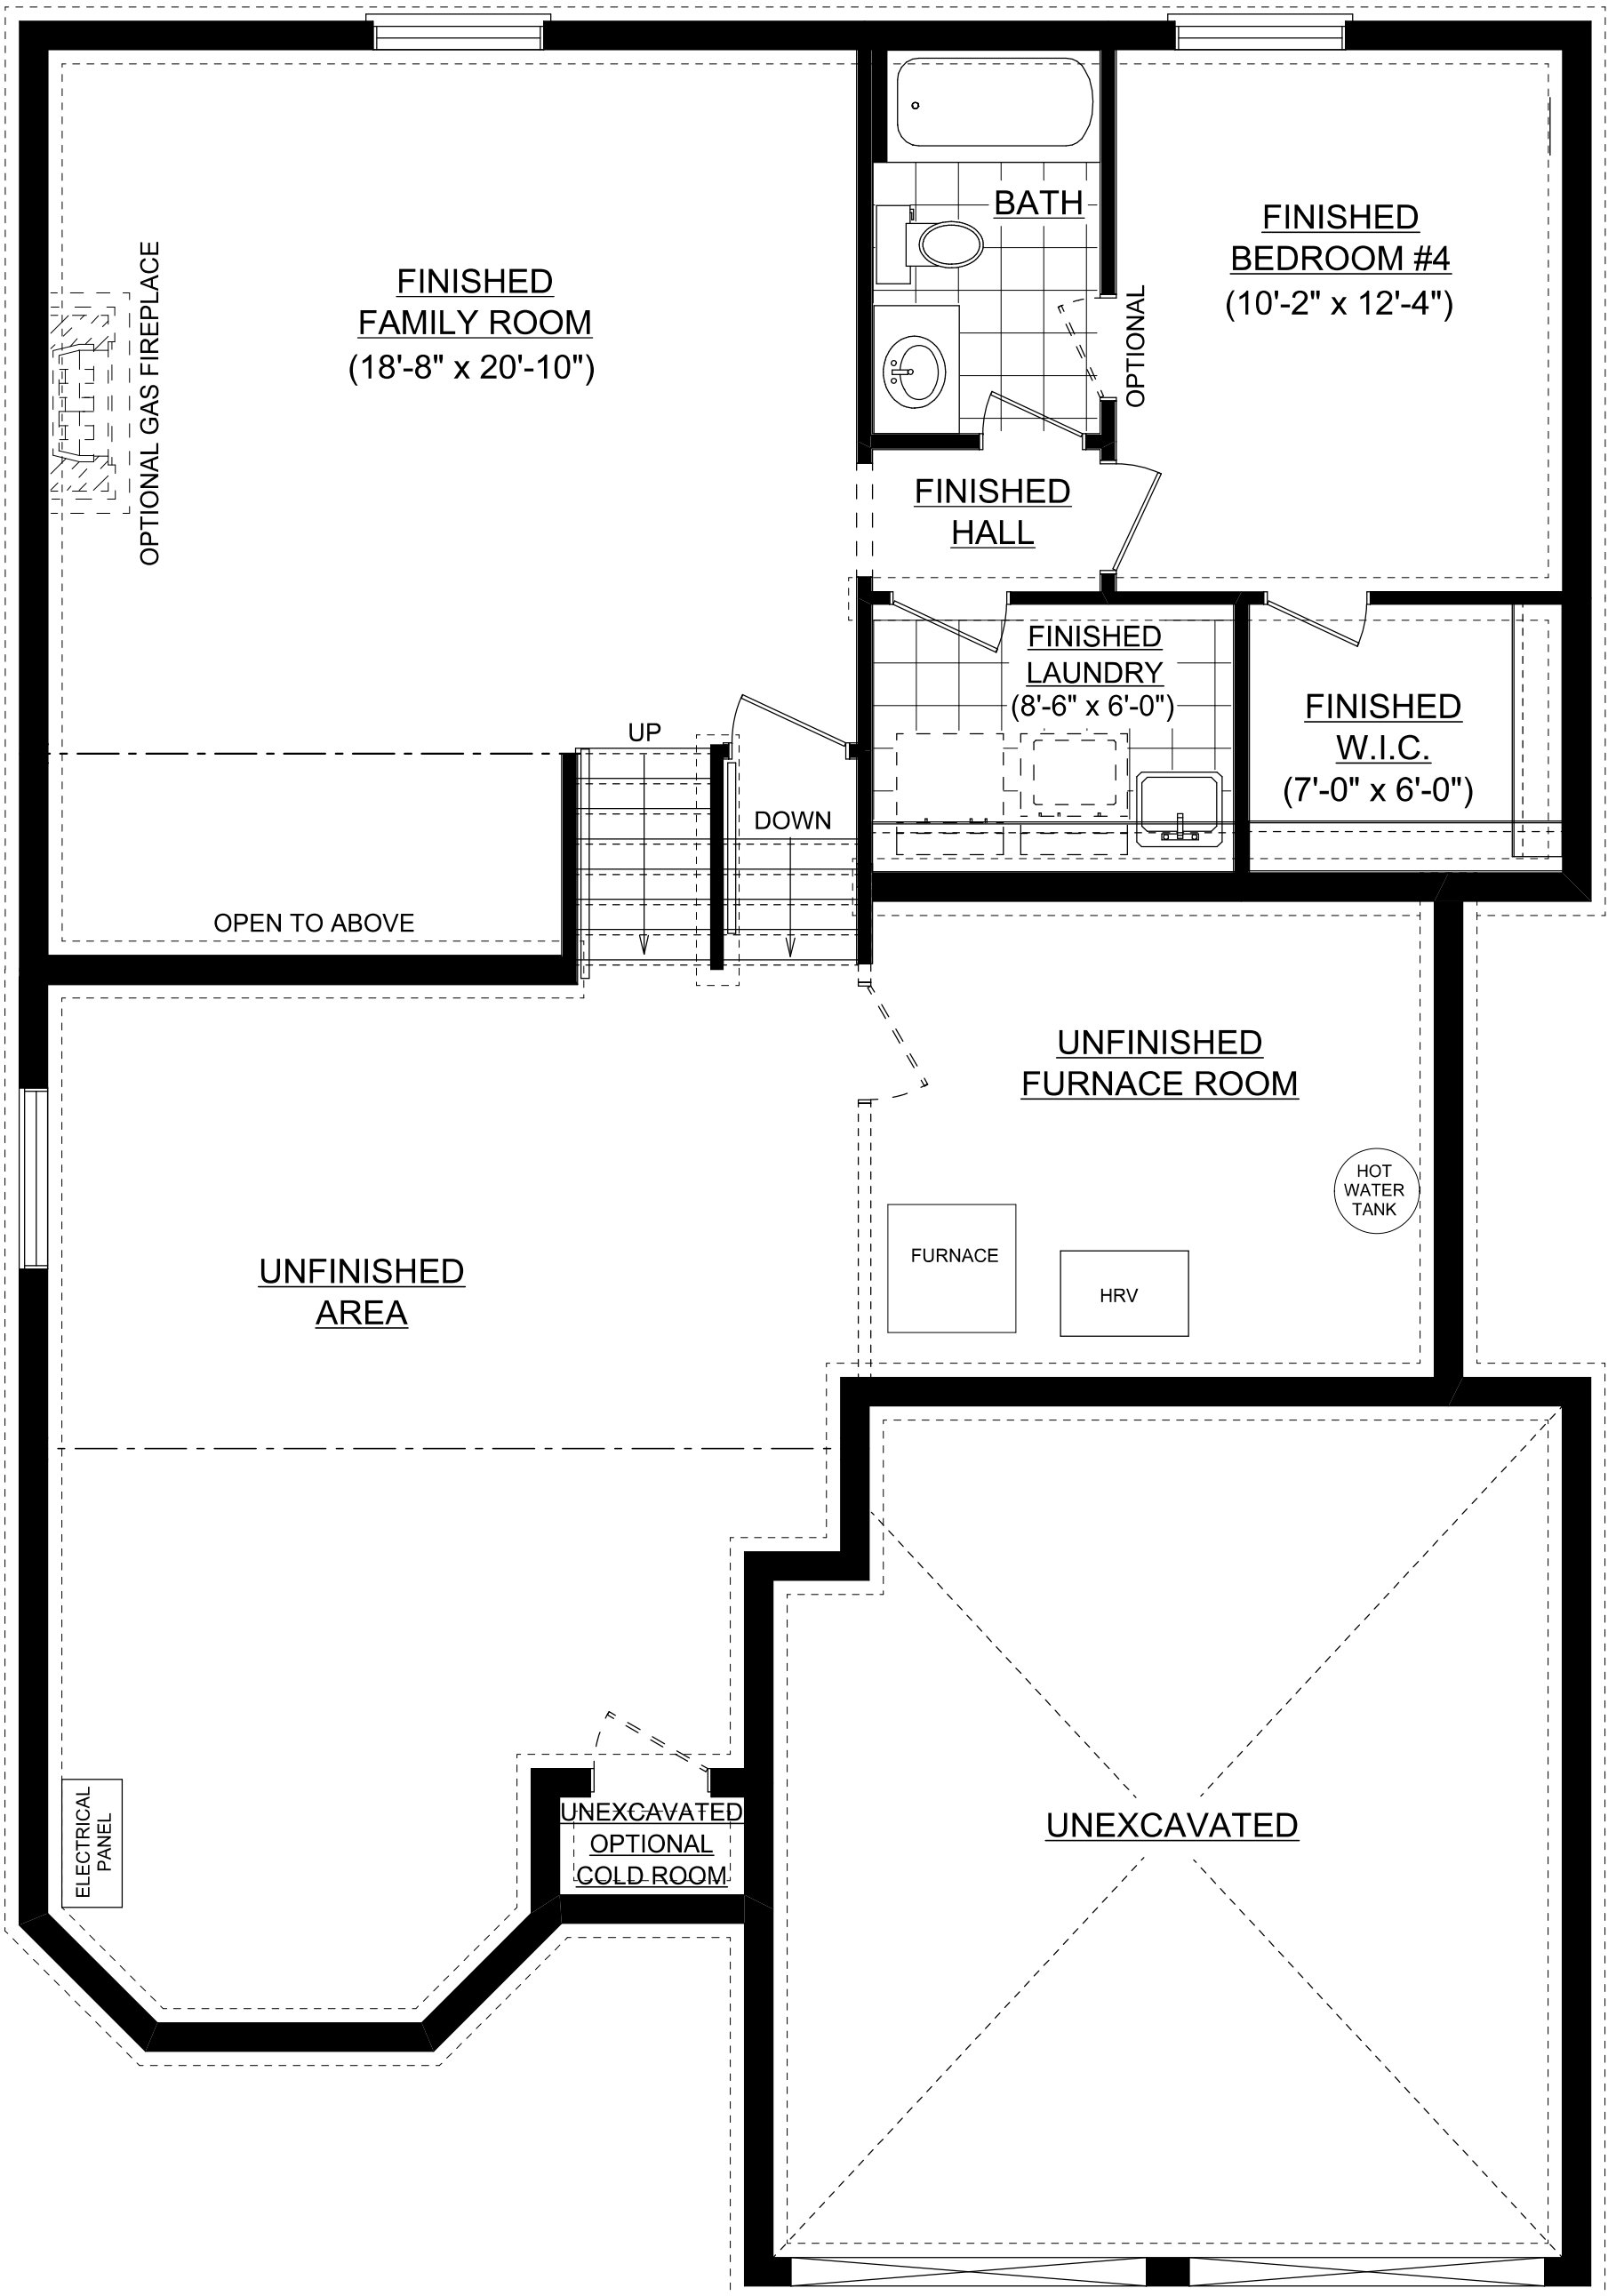 BATH
FINISHED
BEDROOM #4
(10'-2" x 12'-4")
FINISHED
FAMILY ROOM
(18'-8" x 20'-10")
OPTIONAL GAS FIREPLACE
OPTIONAL
FINISHED
HALL
FINISHED
LAUNDRY
(8'-6" x 6'-0")
FINISHED
W.I.C.
(7'-0" x 6'-0")
UP
DOWN
OPEN TO ABOVE
UNFINISHED
FURNACE ROOM
HOT
WATER
TANK
FURNACE
HRV
UNFINISHED
AREA
ELECTRICAL
PANEL
UNEXCAVATED
OPTIONAL
COLD ROOM
UNEXCAVATED